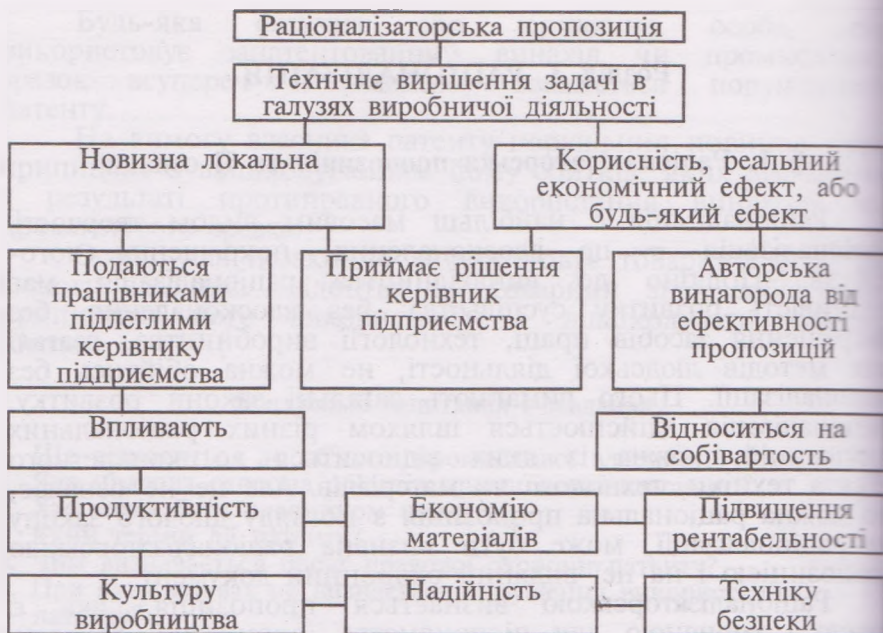 Раціоналізаторська пропозиція
Технічне вирішення задачі в
галузях виробничої діяльності
Новизна локальна
Корисність, реальний
економічний ефект, або
будь-який ефект
Подаються
працівниками
підлеглими
керівнику
підприємства
Приймає рішення
керівник
підприємства
Авторська
винагорода від
ефективності
пропозицій
Впливають
Відноситься на
собівартость
Продуктивність
Економію
матеріалів
Підвищення
рентабельності
Культуру
виробництва
Надійність
Техніку
безпеки